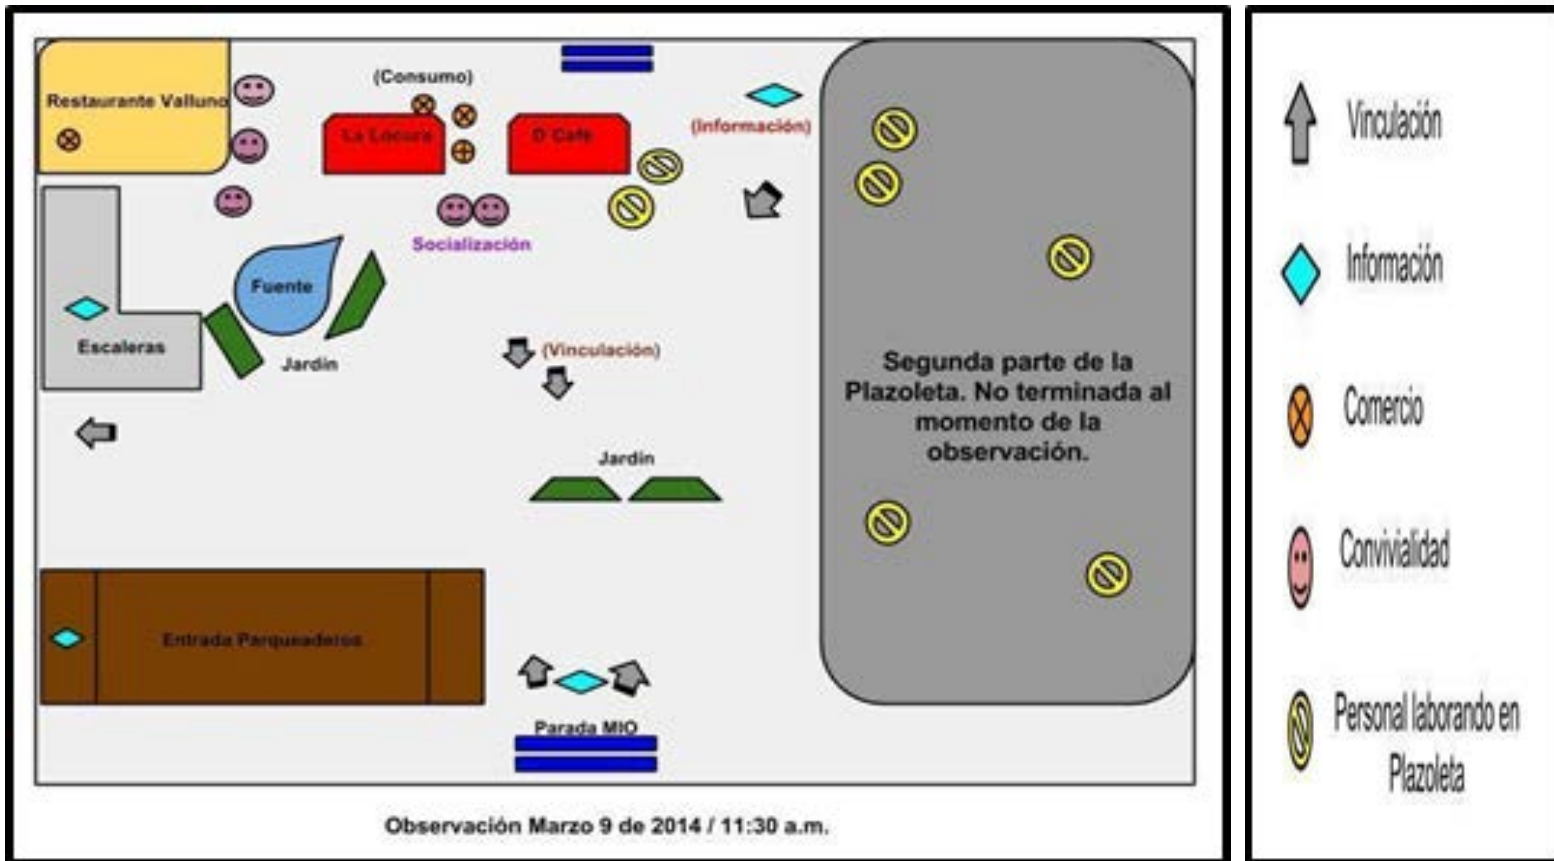 (Consumo)
Restaurante Valluno
La Locura
D Café
(Información)
Socialización
Fuente
Escaleras
Jardín
(Vinculación)
Segunda parte de la
Plazoleta. No terminada al
momento de la
observación.
Jardín
Entrada Parqueaderos
Parada MIO
Observación Marzo 9 de 2014 / 11:30 a.m.
Vinculación
Información
Comercio
Convivialidad
Personal laborando en
Plazoleta